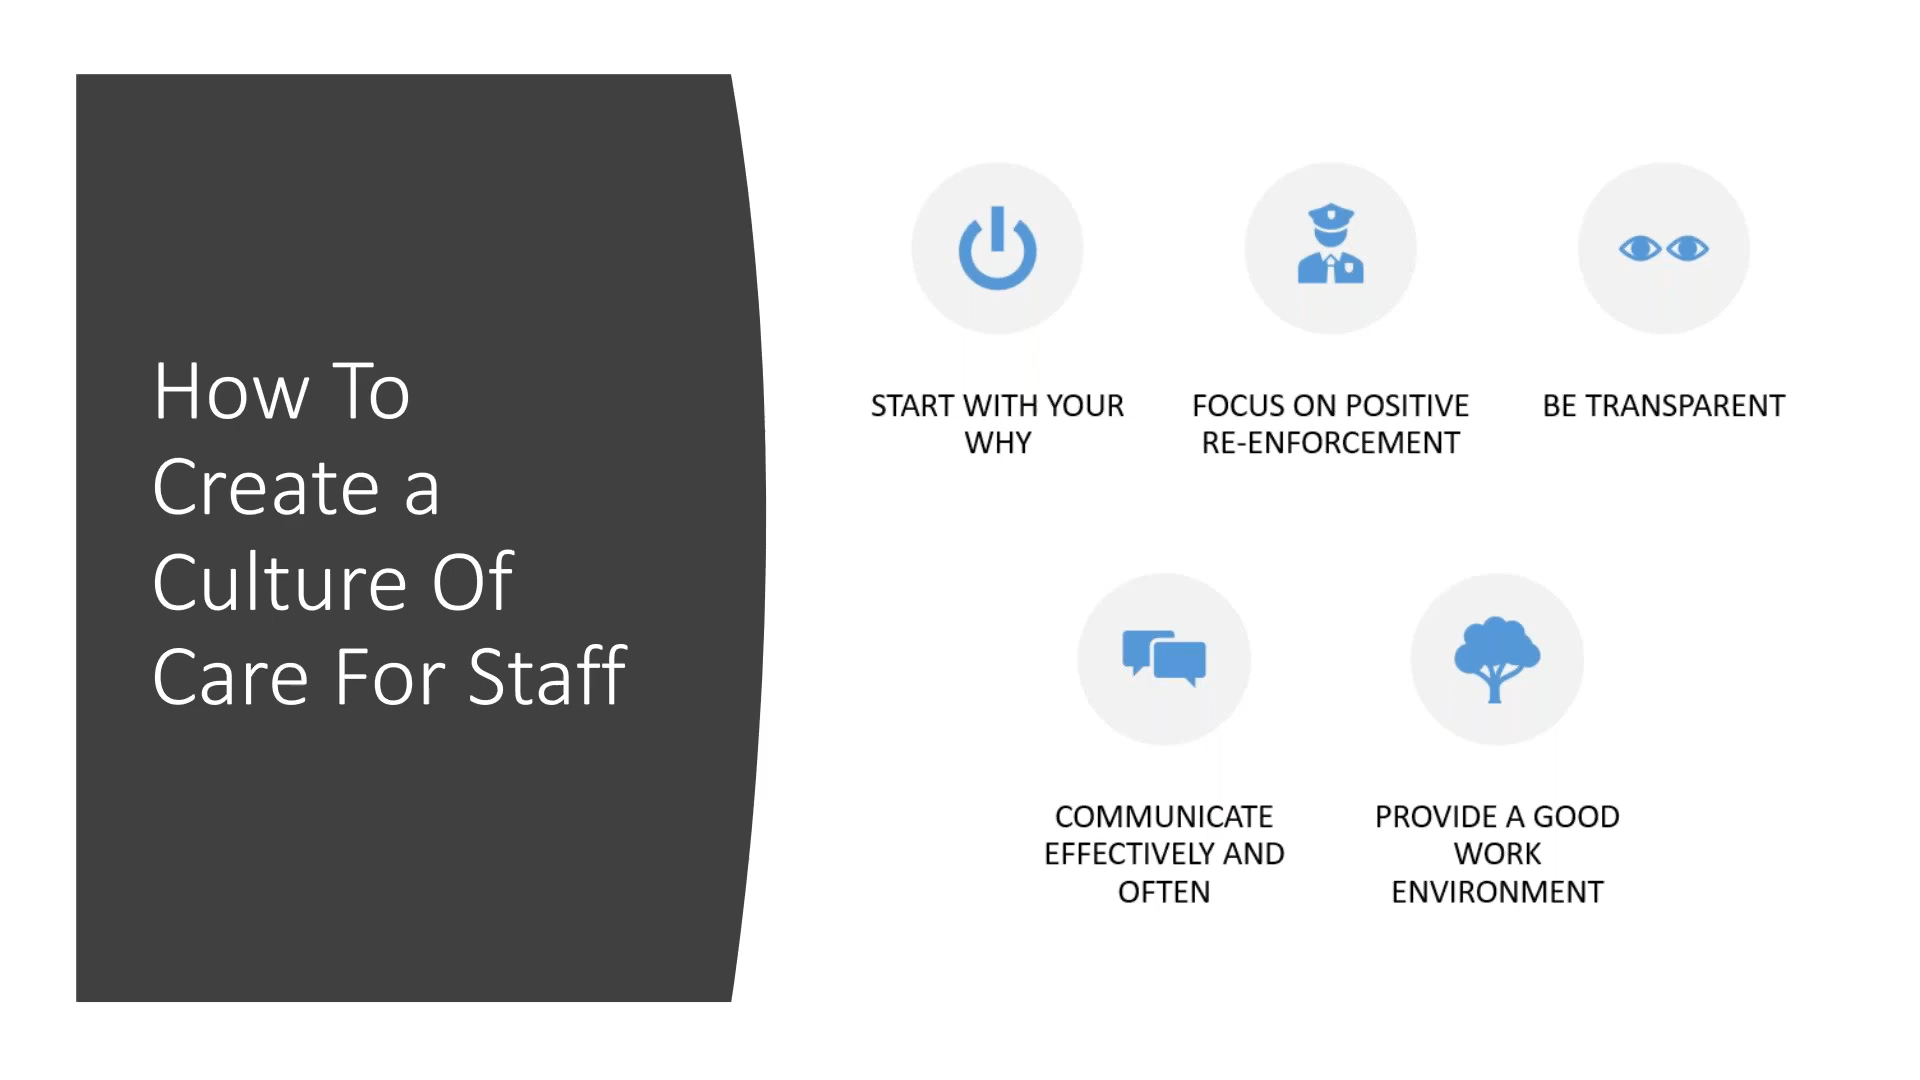 How To
Create a
Culture Of
Care For Staff
START WITH YOUR
WHY
FOCUS ON POSITIVE
RE-ENFORCEMENT
BE TRANSPARENT
COMMUNICATE
EFFECTIVELY AND
OFTEN
PROVIDE A GOOD
WORK
ENVIRONMENT